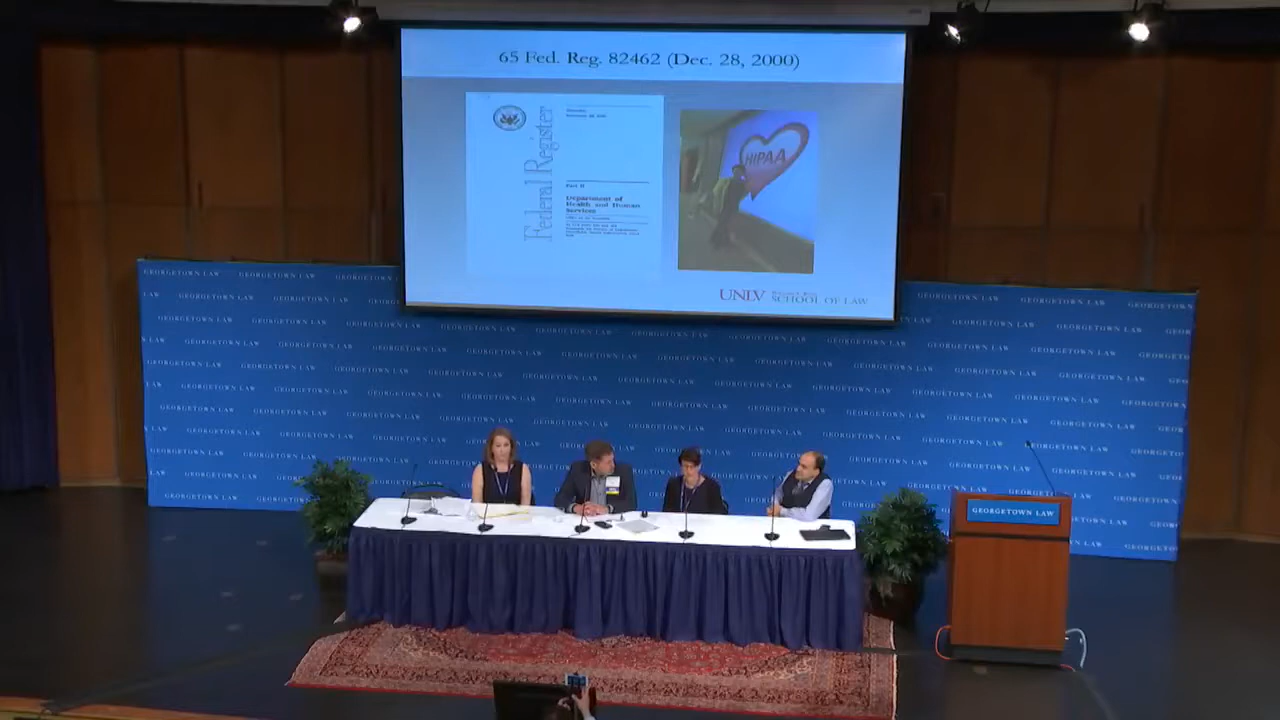 65 Fed. Reg. 82462 (Dec. 28, 2000)
Federal Register
Part II
Department of
Health and Human
Services
HIPAA
UNLV
SCHOOL OF LAW
GEORGETOWN LAW
GEORGETOWN LAW